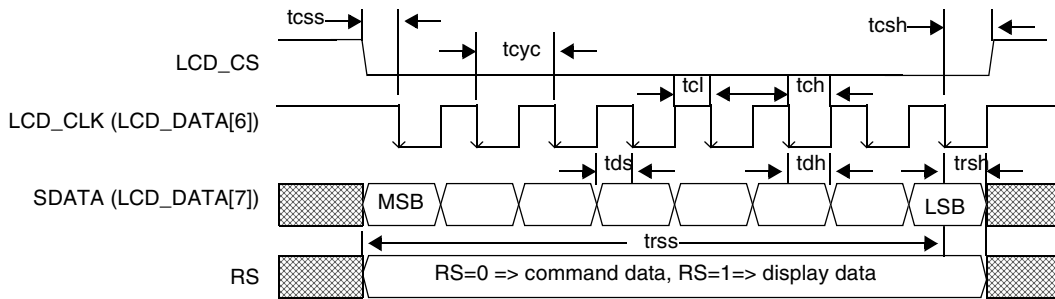 tcss
tcsh
tcyc
LCD_CS
tcl
tch
LCD_CLK (LCD_DATA[6])
tds
tdh
trsh
SDATA (LCD_DATA[7])
MSB
LSB
trss
RS
RS=0 => command data, RS=1=> display data